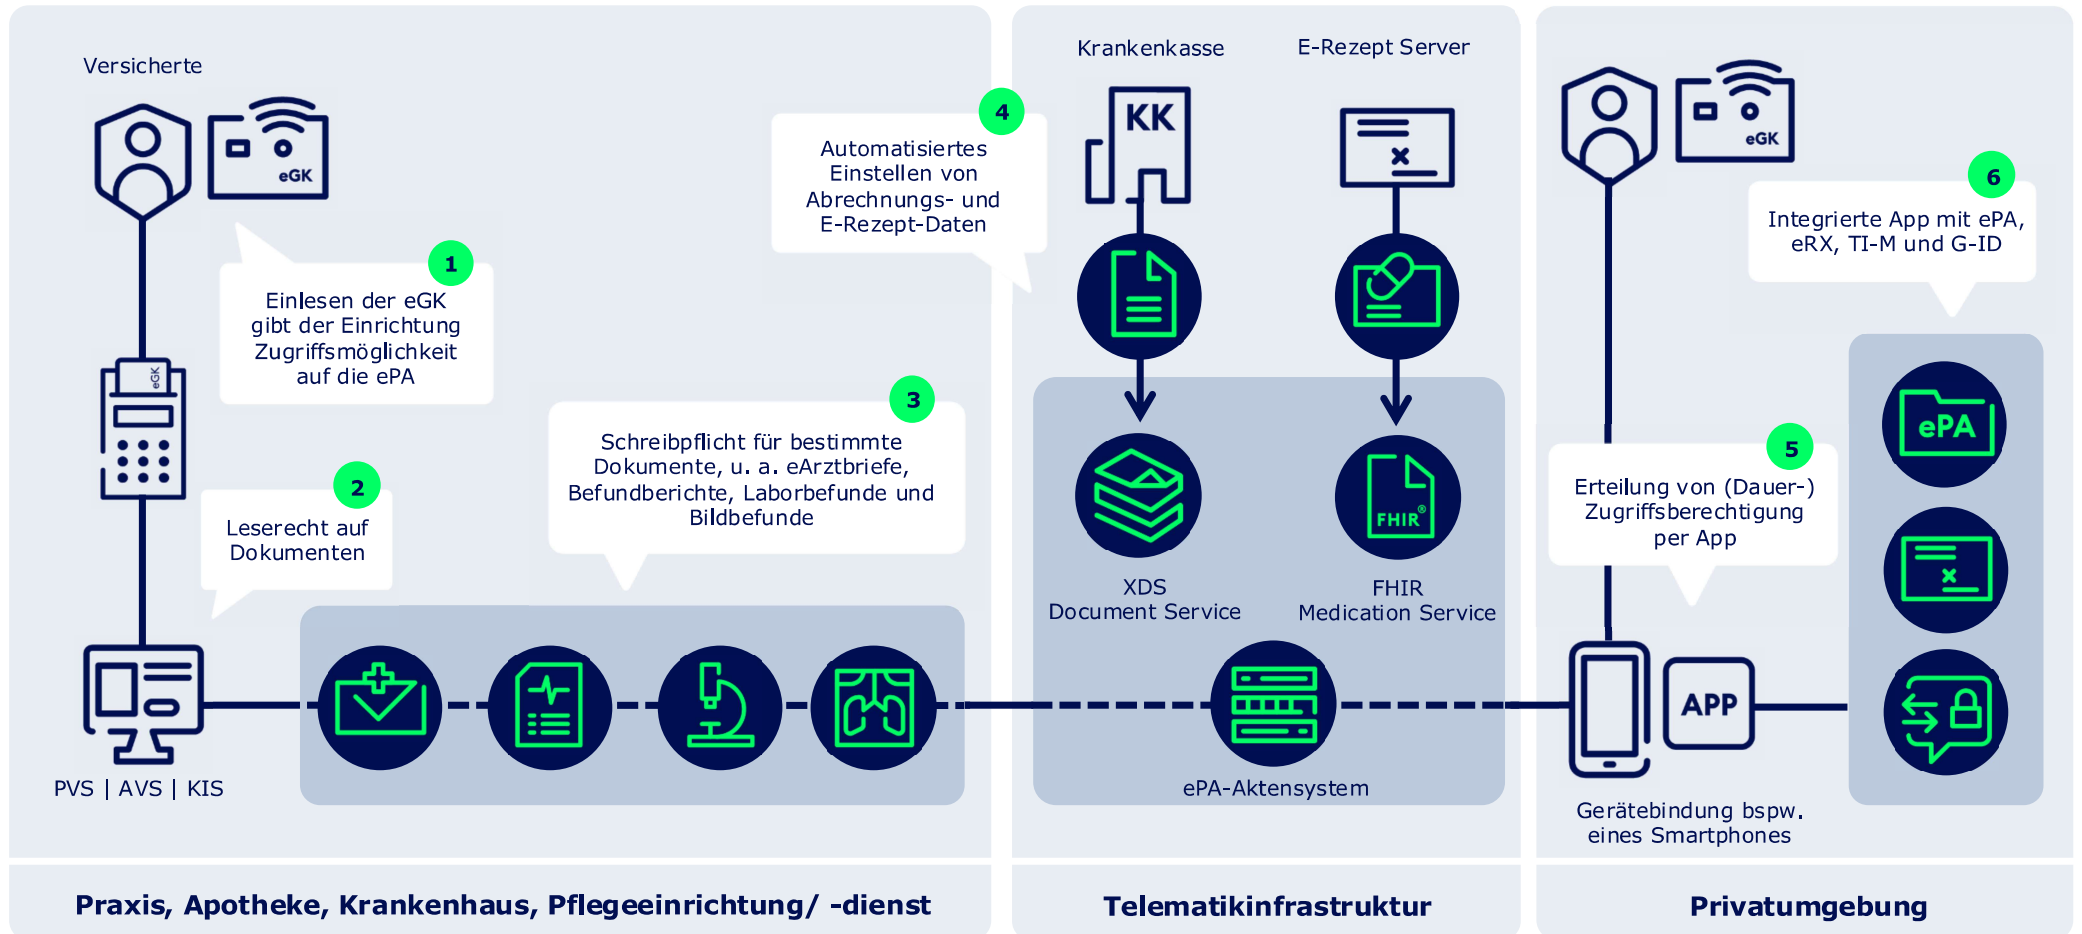 Versicherte
eGK
1
Einlesen der eGK
gibt der Einrichtung
Zugriffsmöglichkeit
auf die ePA
eGK
2
Leserecht auf
Dokumenten
3
Schreibpflicht für bestimmte
Dokumente, u. a. eArztbriefe,
Befundberichte, Laborbefunde und
Bildbefunde
PVS | AVS | KIS
Praxis, Apotheke, Krankenhaus, Pflegeeinrichtung/ -dienst
4
Automatisiertes
Einstellen von
Abrechnungs- und
E-Rezept-Daten
Krankenkasse
KK
E-Rezept Server
XDS
Document Service
FHIR®
FHIR
Medication Service
ePA-Aktensystem
Telematikinfrastruktur
eGK
6
Integrierte App mit ePA,
eRX, TI-M und G-ID
5
Erteilung von (Dauer-)
Zugriffsberechtigung
per App
ePA
APP
Gerätebindung bspw.
eines Smartphones
Privatumgebung